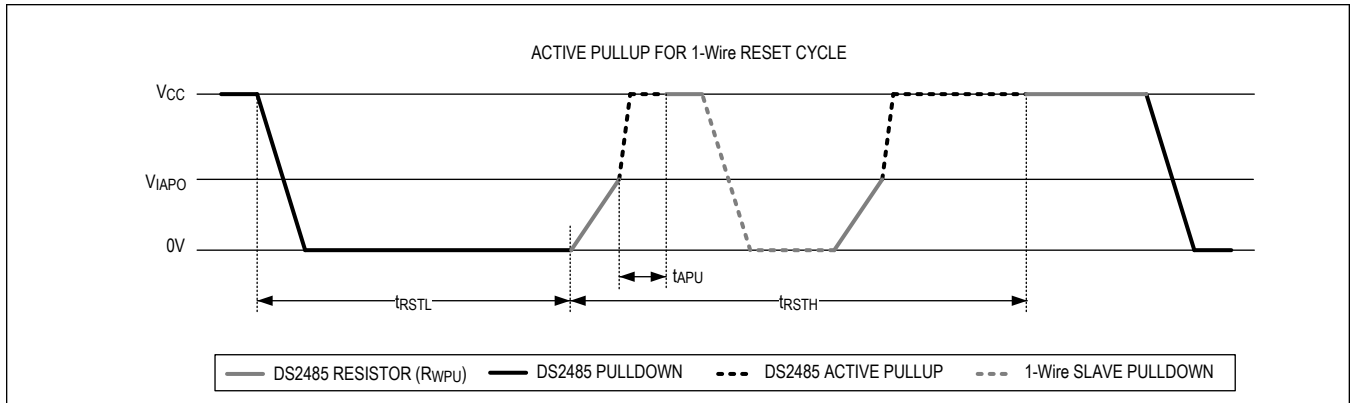 ACTIVE PULLUP FOR 1-Wire RESET CYCLE
VCC
VIAPO
0V
tAPU
tRSTL
tRSTH
DS2485 RESISTOR (RWPU) DS2485 PULLDOWN DS2485 ACTIVE PULLUP 1-Wire SLAVE PULLDOWN